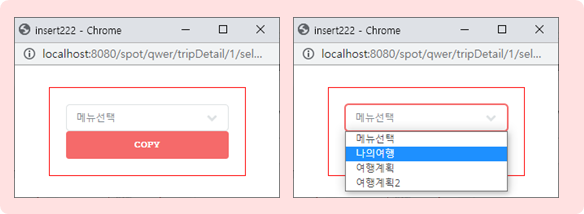 insert222 - Chrome
localhost:8080/spot/qwer/tripDetail/1/sel...
메뉴선택
COPY
insert222 - Chrome
localhost:8080/spot/qwer/tripDetail/1/sel...
메뉴선택
메뉴선택
나의여행
여행계획
여행계획2